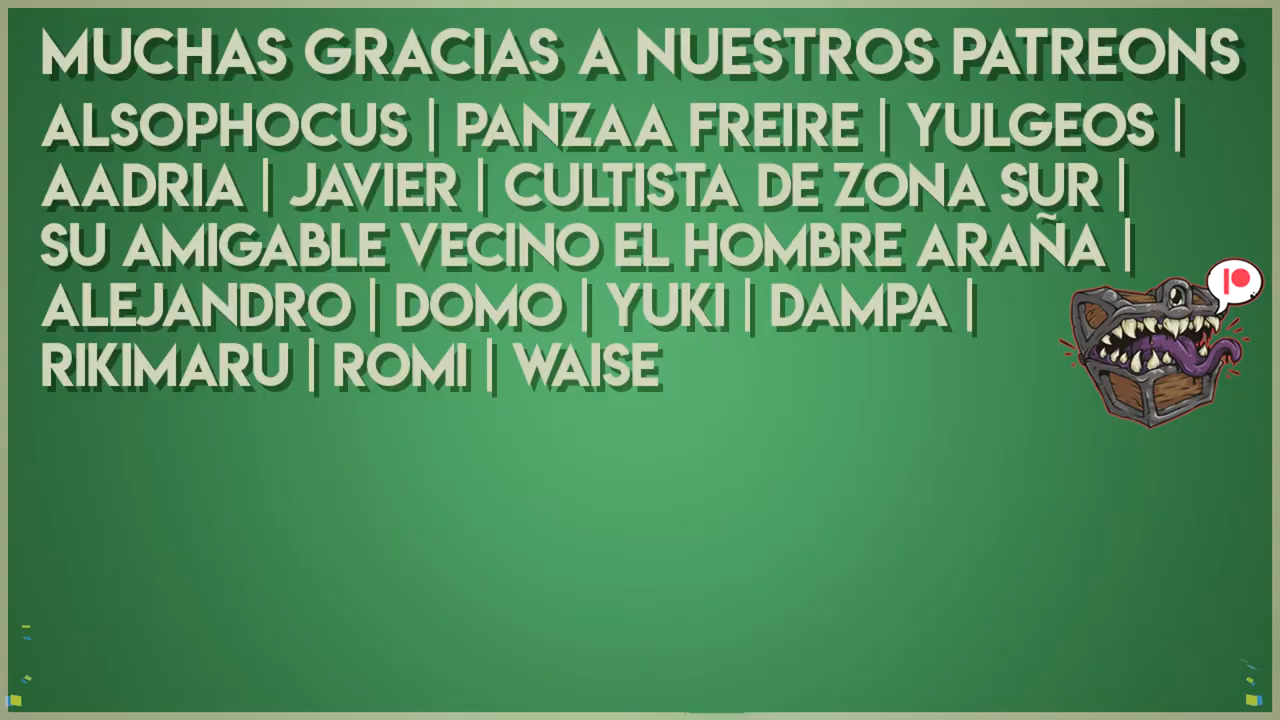 MUCHAS GRACIAS A NUESTROS PATREONS
ALSOPHOCUS | PANZAA FREIRE | YULGEOS |
AADRIA | JAVIER | CULTISTA DE ZONA SUR |
SU AMIGABLE VECINO EL HOMBRE ARAÑA |
ALEJANDRO | DOMO | YUKI | DAMPA |
RIKIMARU | ROMI | WAISE